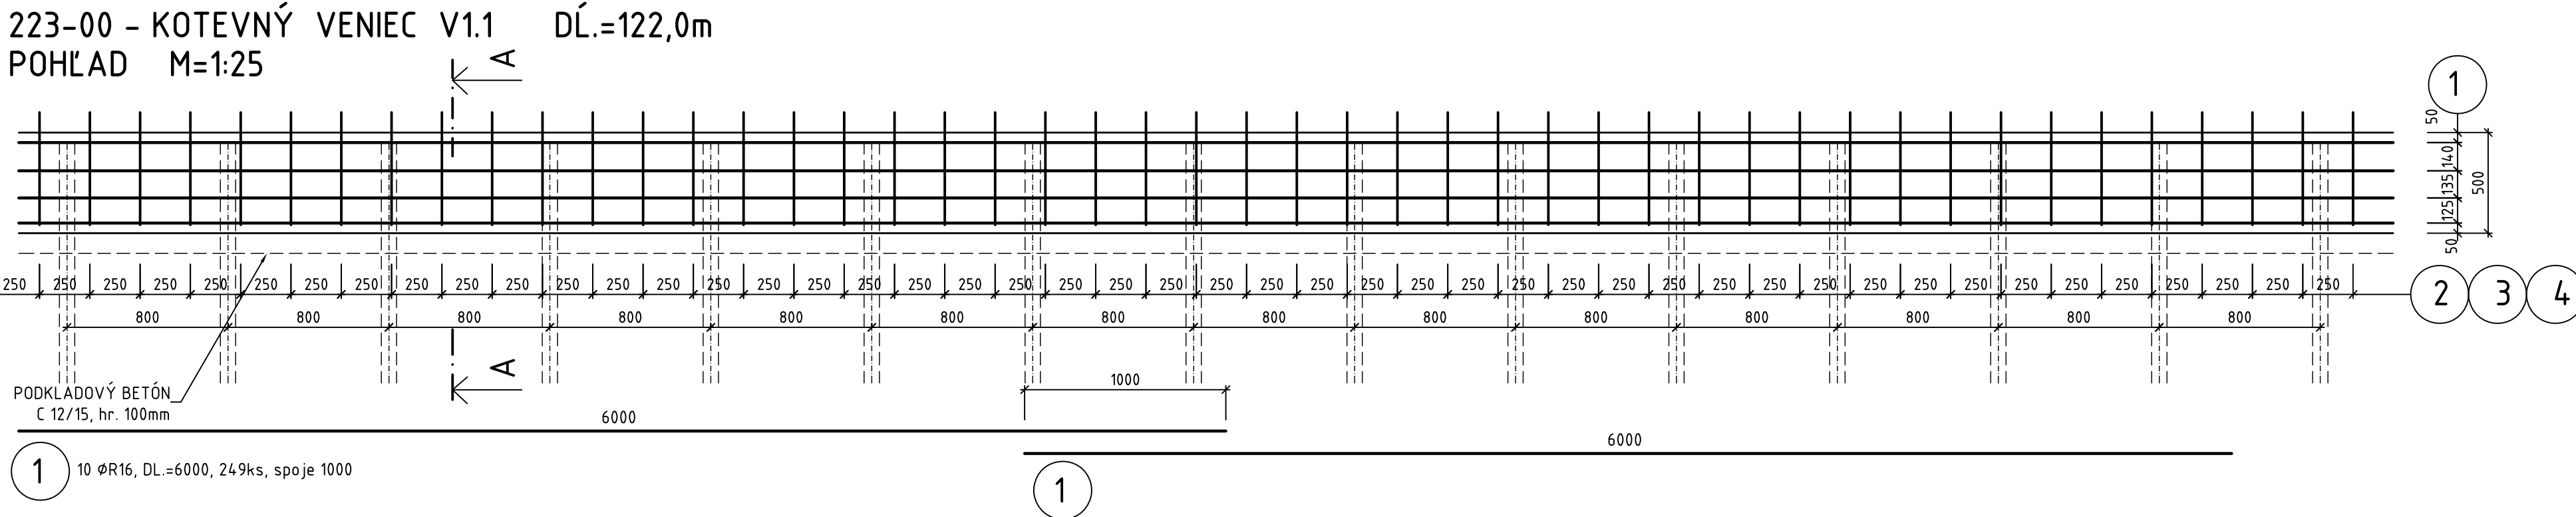 223-00 - KOTEVNÝ VENIEC V1.1 DĹ.=122,0m
POHĽAD M=1:25
A
1
50
140
135
125
50
500
250 250 250 250 250 250 250 250 250 250 250 250 250 250 250 250 250 250 250 250 250 250 250 250 250 250 250 250 250 250 250 250 250 250 250 250 250 250 250 250 250 250 250 250 250 250 250
2 3 4
800 800 800 800 800 800 800 800 800 800 800 800 800 800
A
1000
PODKLADOVÝ BETÓN
C 12/15, hr. 100mm
6000
6000
1 10 ØR16, DL.=6000, 249ks, spoje 1000
1